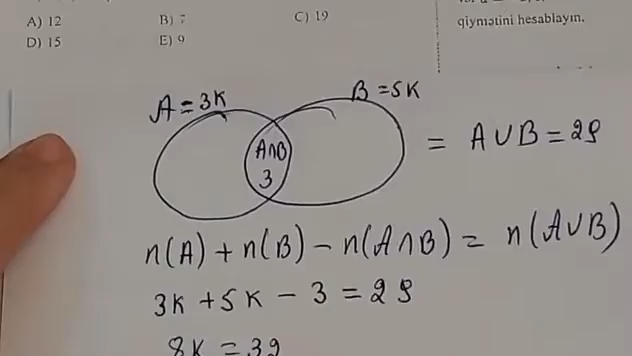 A) 12 B) 7 C) 19
D) 15 E) 9
qiymətini hesablayın.
A = 3K B = 5K
A∩B
3
= A∪B = 29
n(A) + n(B) − n(A∩B) = n(A∪B)
3K + 5K − 3 = 29
8K = 32